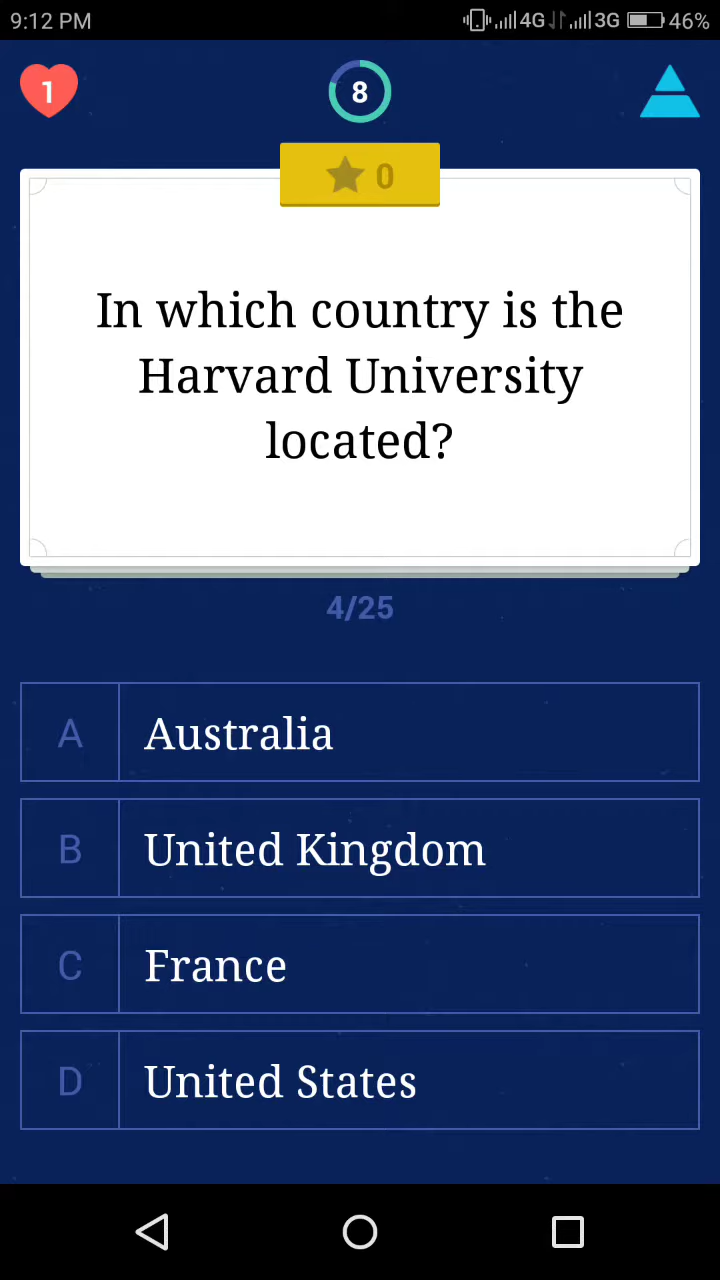 9:12 PM 4G 3G 46%
1
8
0
In which country is the
Harvard University
located?
4/25
A Australia
B United Kingdom
C France
D United States